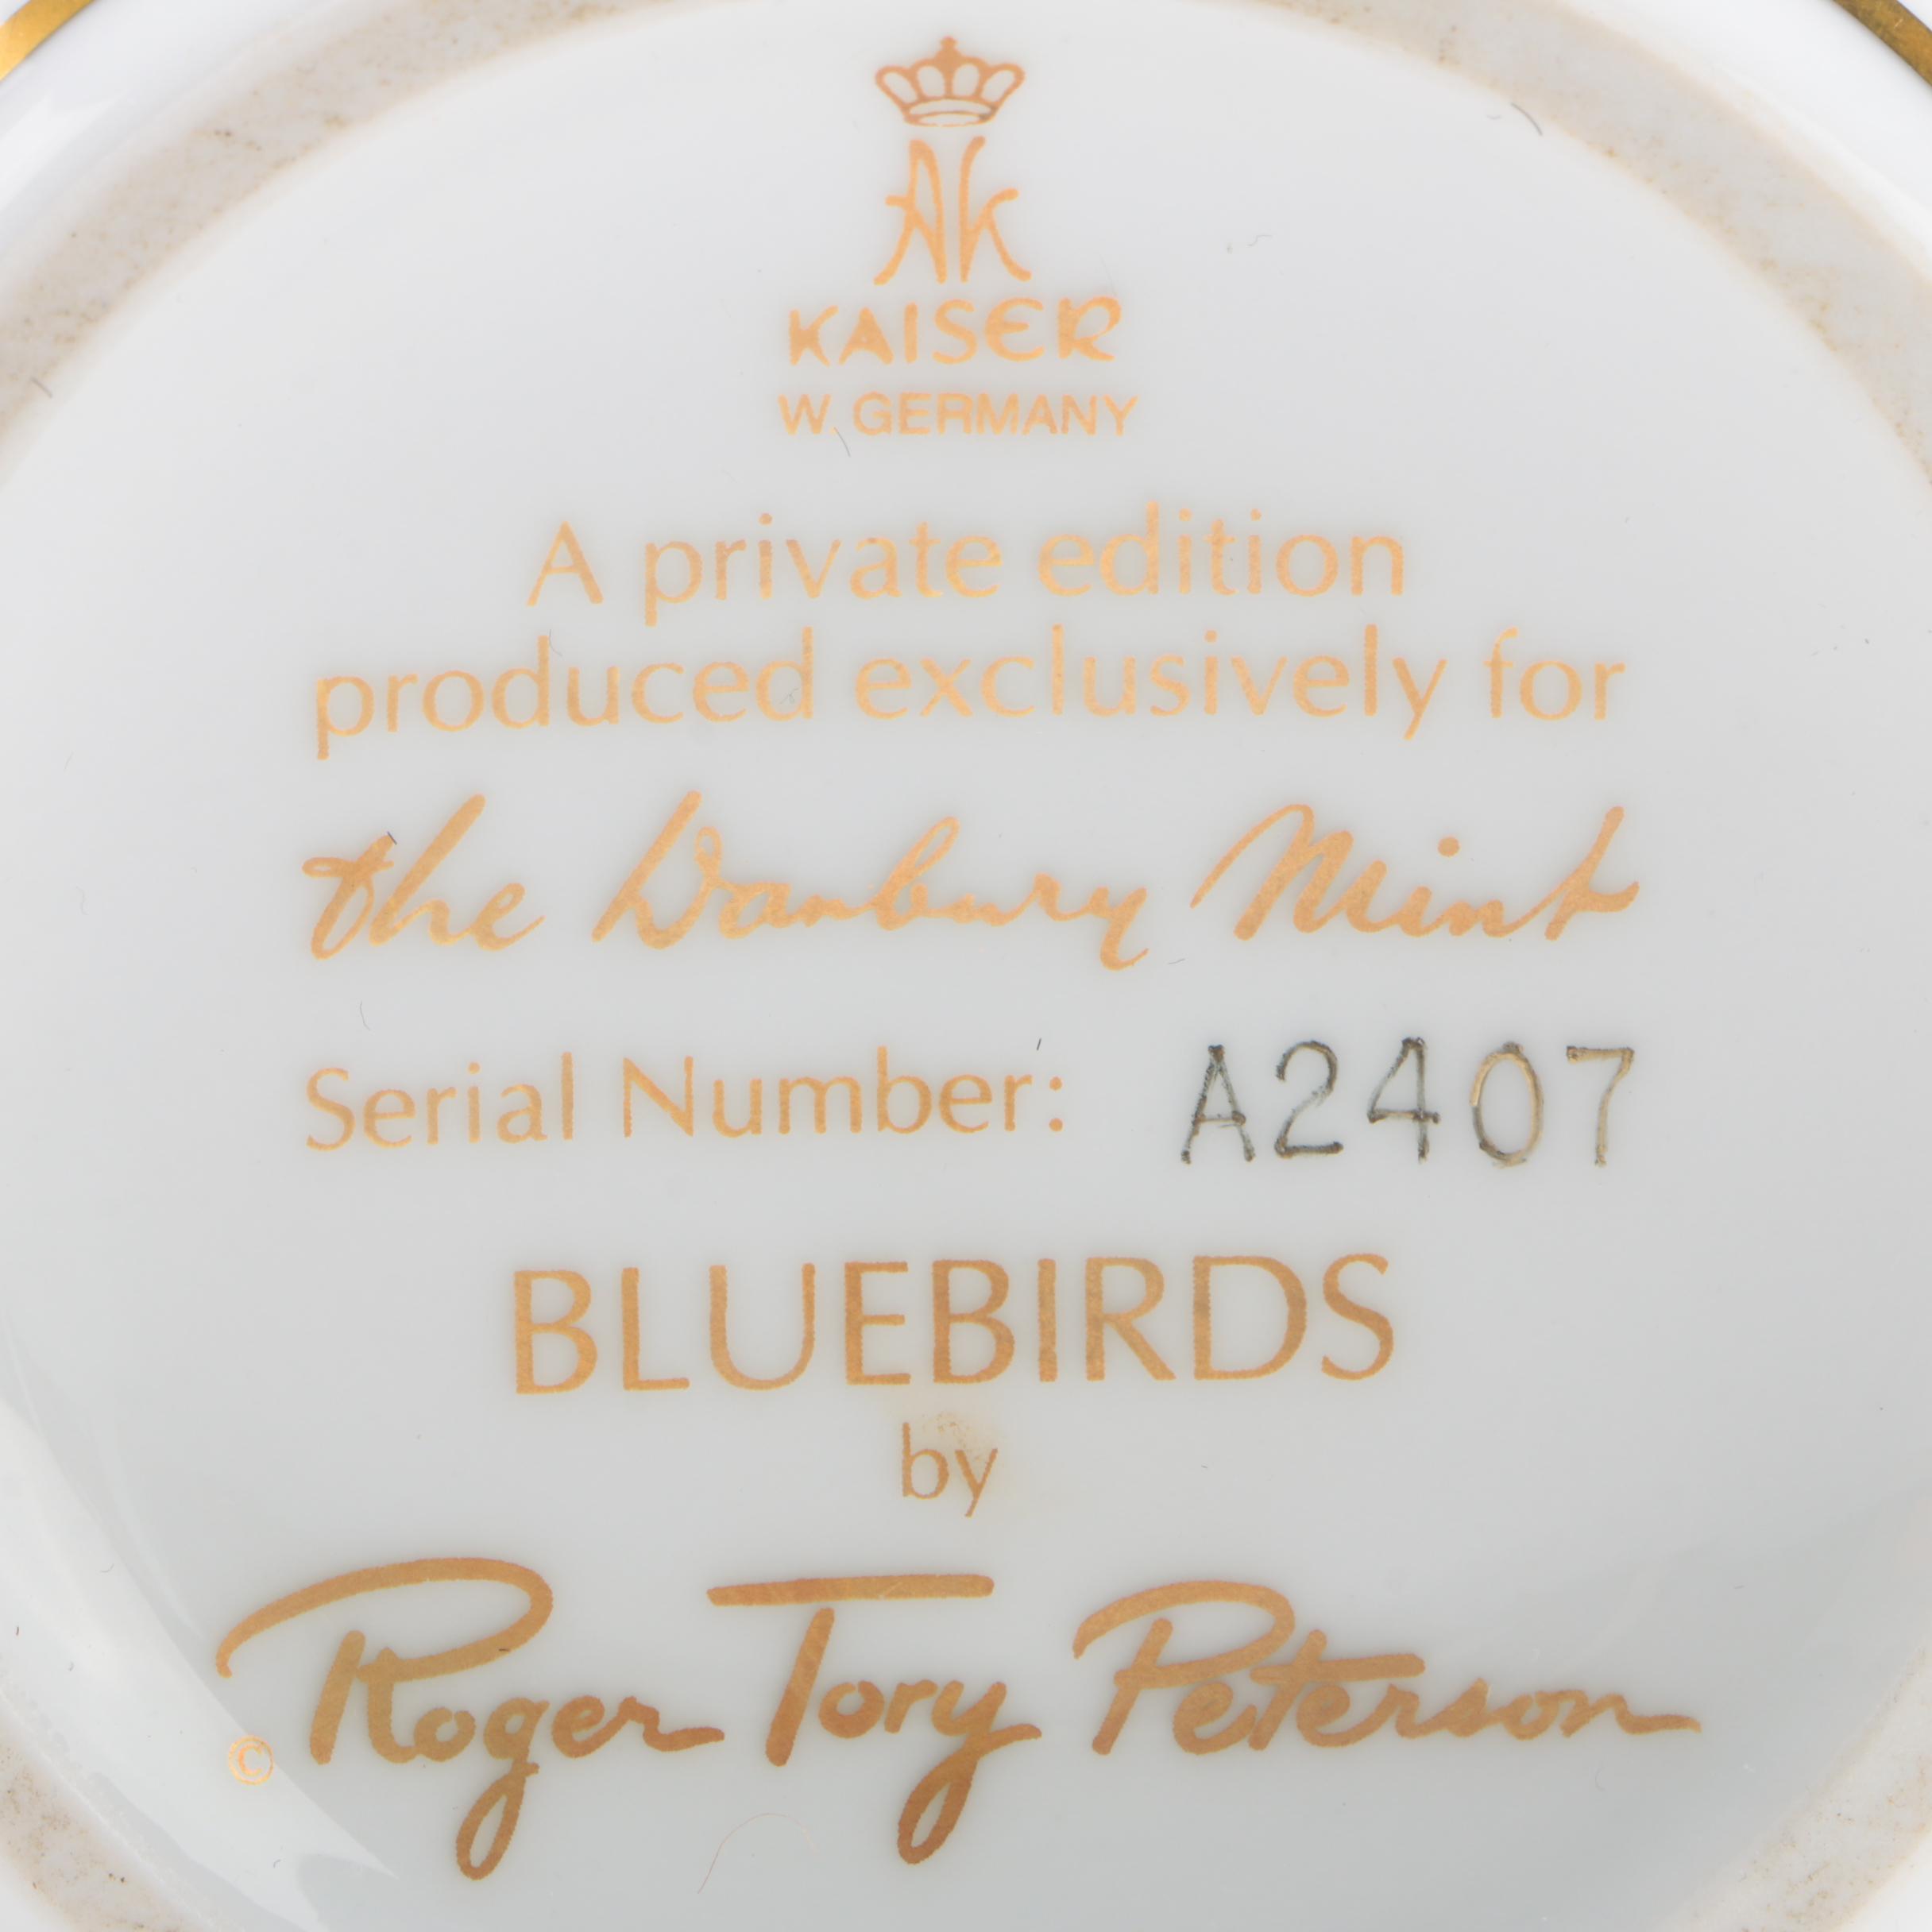 AK
KAISER
W. GERMANY
A private edition
produced exclusively for
the Danbury Mint
Serial Number: A2407
BLUEBIRDS
by
© Roger Tory Peterson